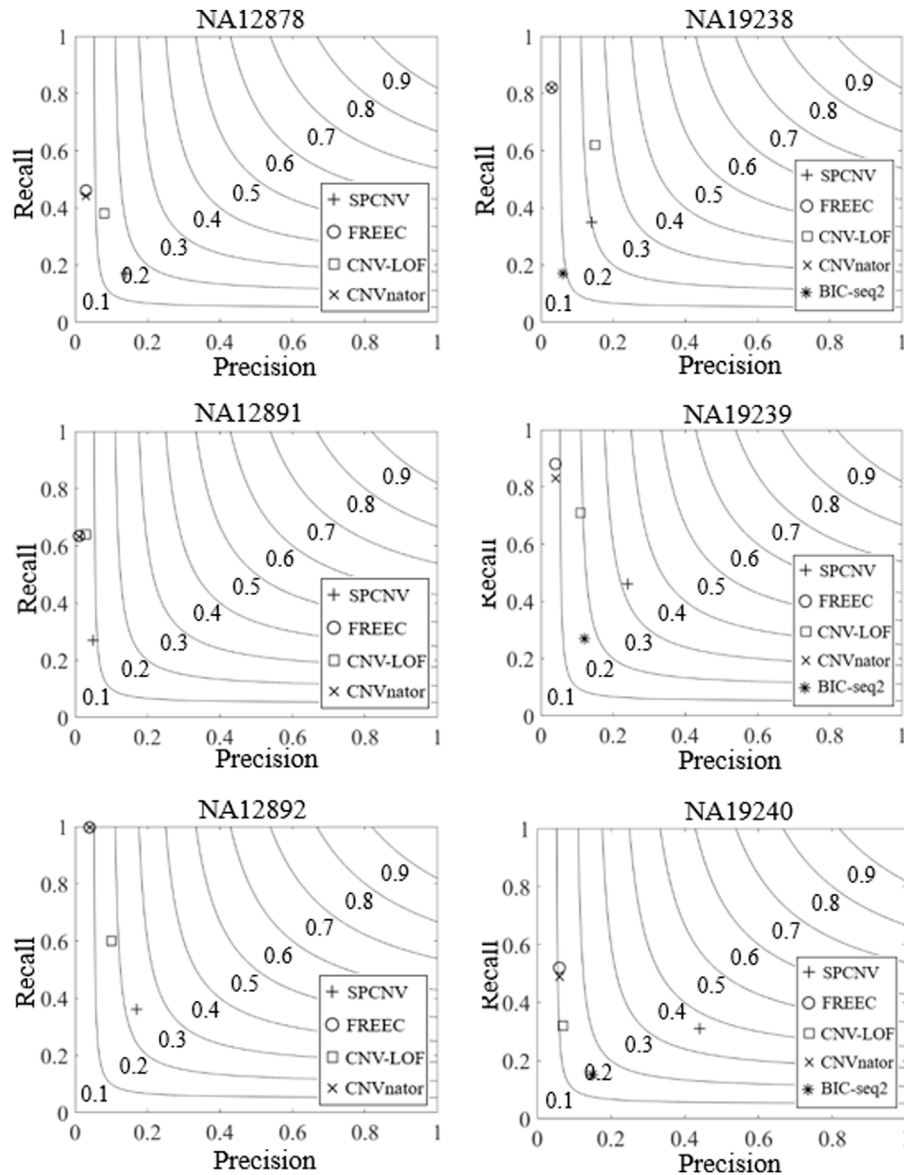 NA12878
Recall
1
0.8
0.6
0.4
0.2
0
0.9
0.8
0.7
0.6
0.5
0.4
0.3
0.2
0.1
SPCNV
FREEC
CNV-LOF
CNVnator
0 0.2 0.4 0.6 0.8 1
Precision
NA19238
Recall
1
0.8
0.6
0.4
0.2
0
0.9
0.8
0.7
0.6
0.5
0.4
0.3
0.2
0.1
SPCNV
FREEC
CNV-LOF
CNVnator
BIC-seq2
0 0.2 0.4 0.6 0.8 1
Precision
NA12891
Recall
1
0.8
0.6
0.4
0.2
0
0.9
0.8
0.7
0.6
0.5
0.4
0.3
0.2
0.1
SPCNV
FREEC
CNV-LOF
CNVnator
0 0.2 0.4 0.6 0.8 1
Precision
NA19239
Recall
1
0.8
0.6
0.4
0.2
0
0.9
0.8
0.7
0.6
0.5
0.4
0.3
0.2
0.1
SPCNV
FREEC
CNV-LOF
CNVnator
BIC-seq2
0 0.2 0.4 0.6 0.8 1
Precision
NA12892
Recall
1
0.8
0.6
0.4
0.2
0
0.9
0.8
0.7
0.6
0.5
0.4
0.3
0.2
0.1
SPCNV
FREEC
CNV-LOF
CNVnator
0 0.2 0.4 0.6 0.8 1
Precision
NA19240
Recall
1
0.8
0.6
0.4
0.2
0
0.9
0.8
0.7
0.6
0.5
0.4
0.3
0.2
0.1
SPCNV
FREEC
CNV-LOF
CNVnator
BIC-seq2
0 0.2 0.4 0.6 0.8 1
Precision